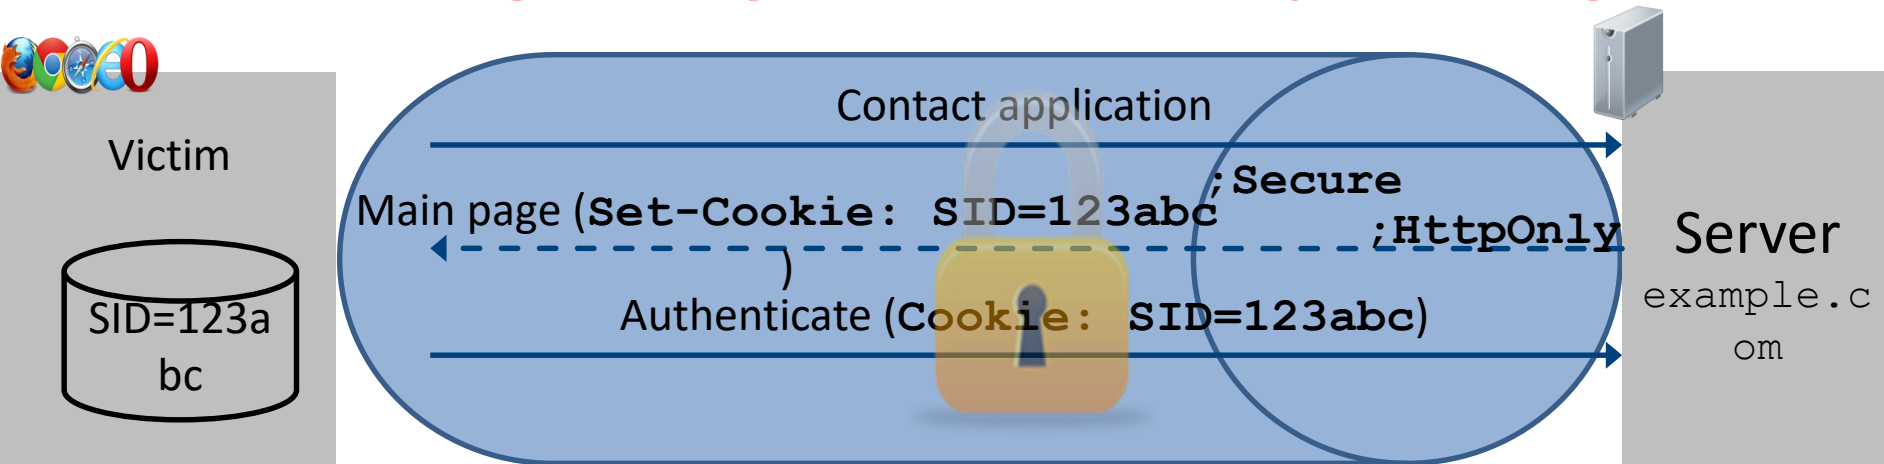 Contact application
Victim
;Secure
Main page (Set-Cookie: SID=123abc
;HttpOnly
)
Server
example.c
om
SID=123a
bc
Authenticate (Cookie: SID=123abc)